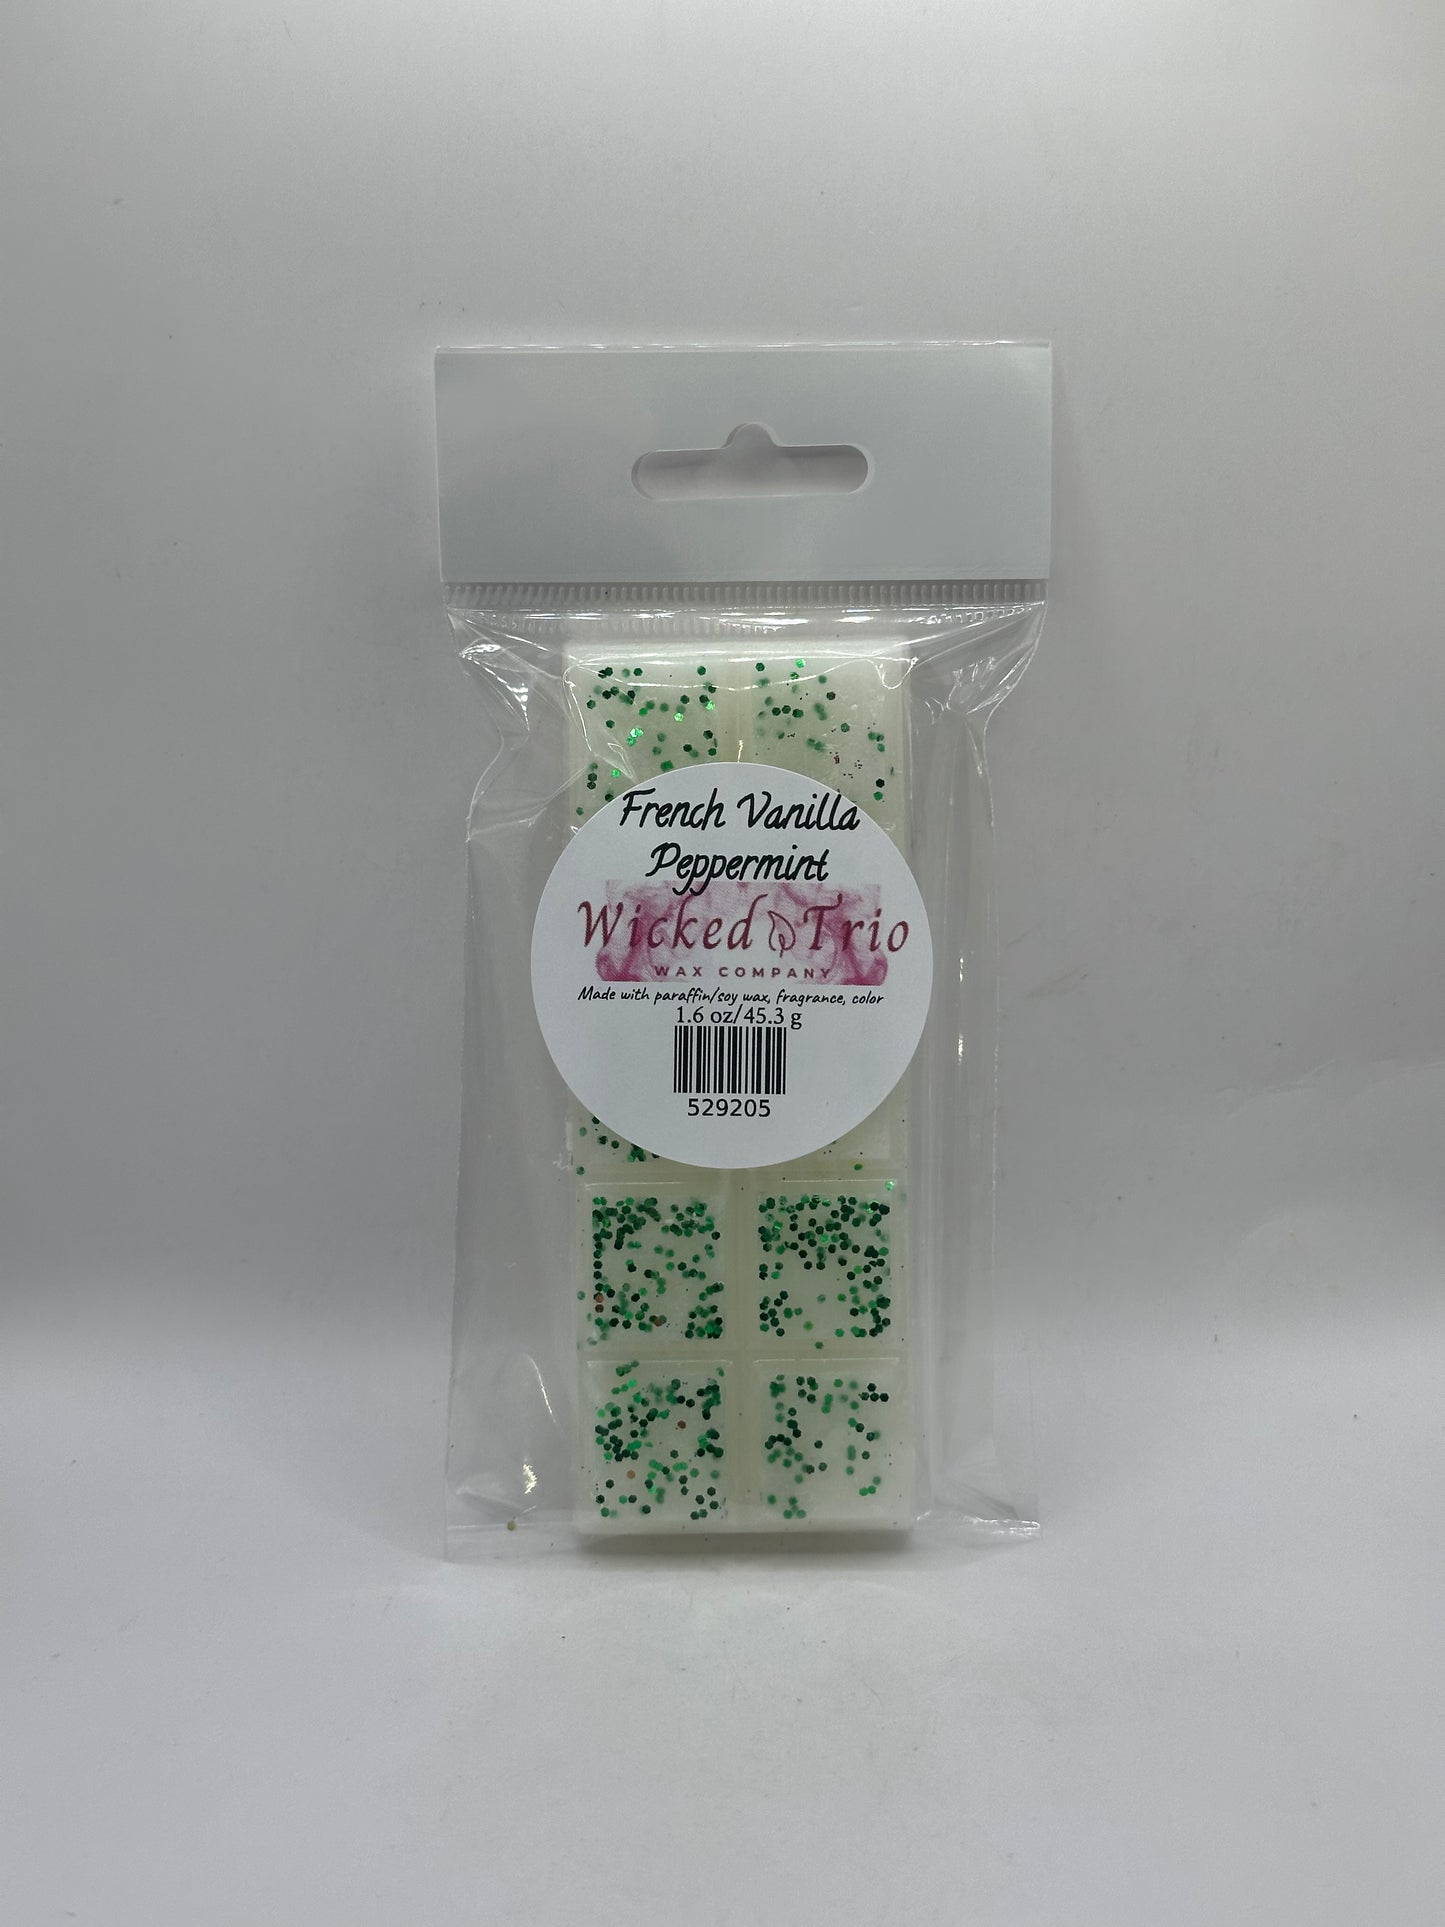 French Vanilla
Peppermint
Wicked Trio
WAX COMPANY
Made with paraffin/soy wax, fragrance, color
1.6 oz/45.3 g
529205